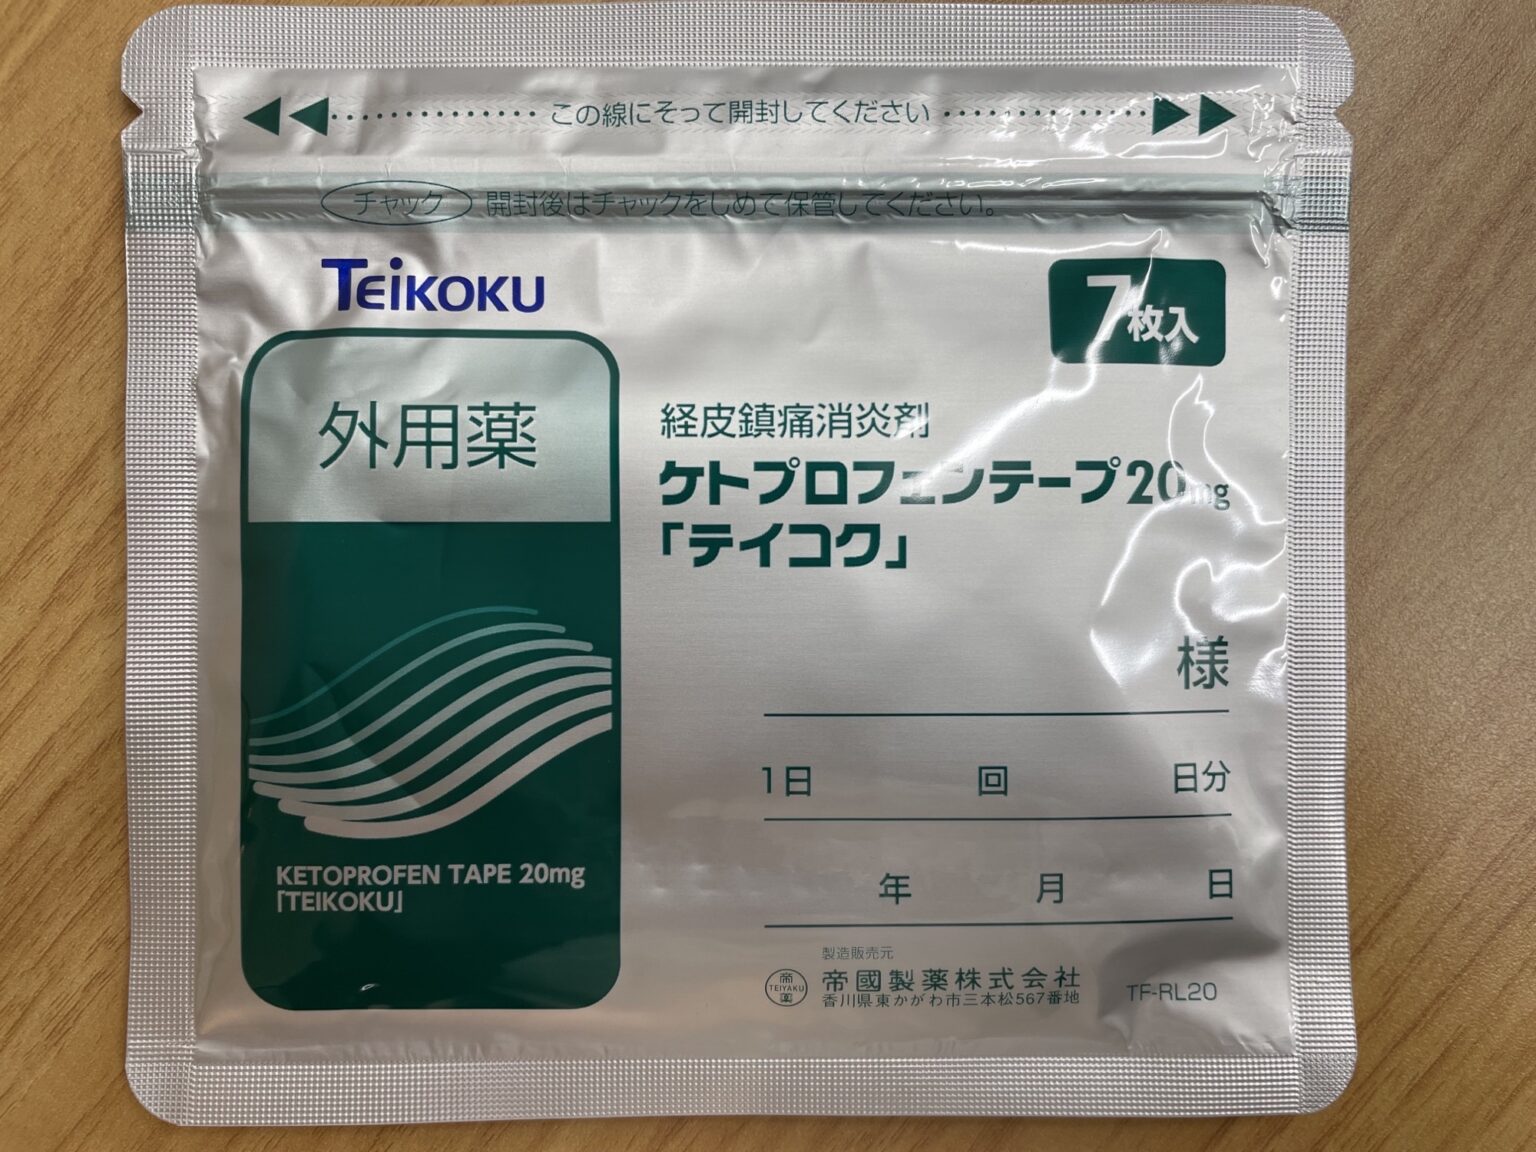 この線にそって開封してください
チャック 開封後はチャックをしめて保管してください。
TEIKOKU
7枚入
外用薬
経皮鎮痛消炎剤
ケトプロフェンテープ20mg
「テイコク」
様
1日 回 日分
年 月 日
KETOPROFEN TAPE 20mg
「TEIKOKU」
製造販売元
帝 TEIYAKU 薬 帝國製薬株式会社
香川県東かがわ市三本松567番地
TF-RL20